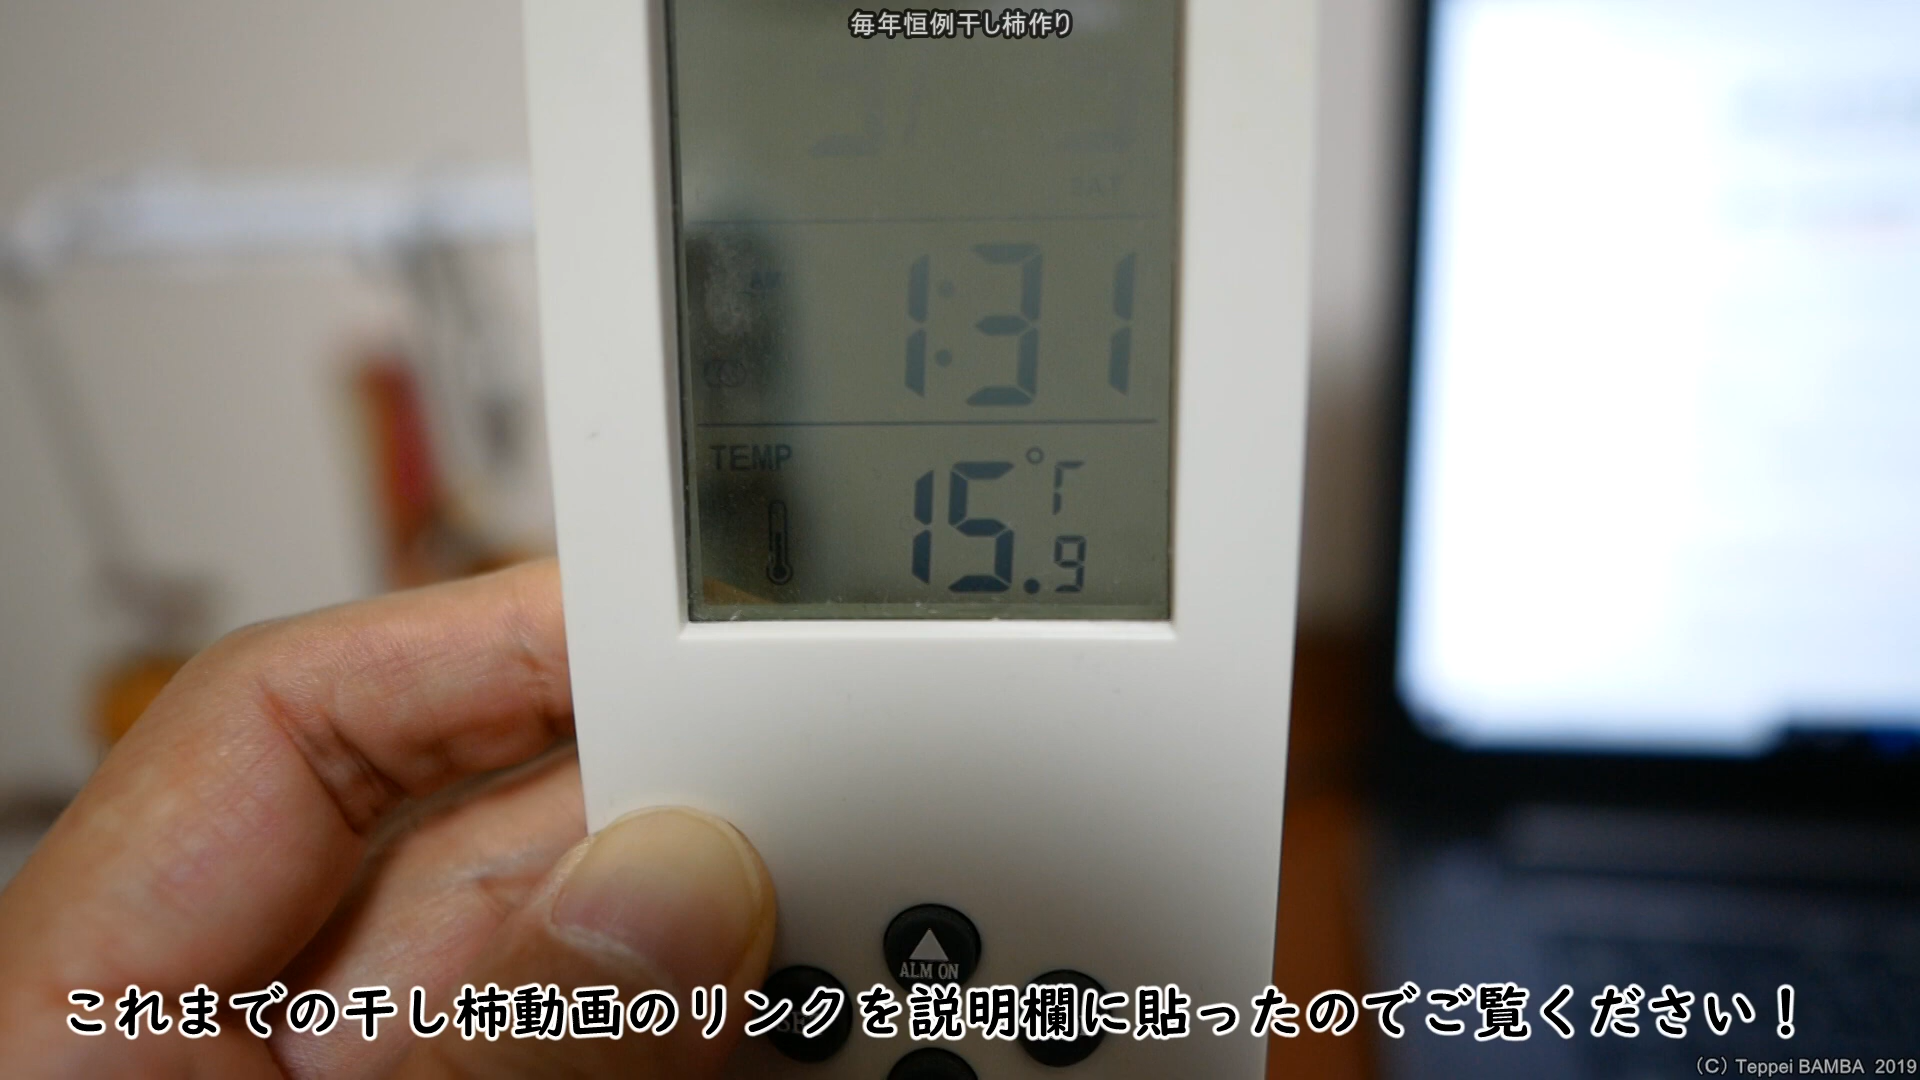 毎年恒例干し柿作り
SAT
AM
1:31
TEMP
15.9°
ALM ON
これまでの干し柿動画のリンクを説明欄に貼ったのでご覧ください！
(C) Teppei BAMBA 2019